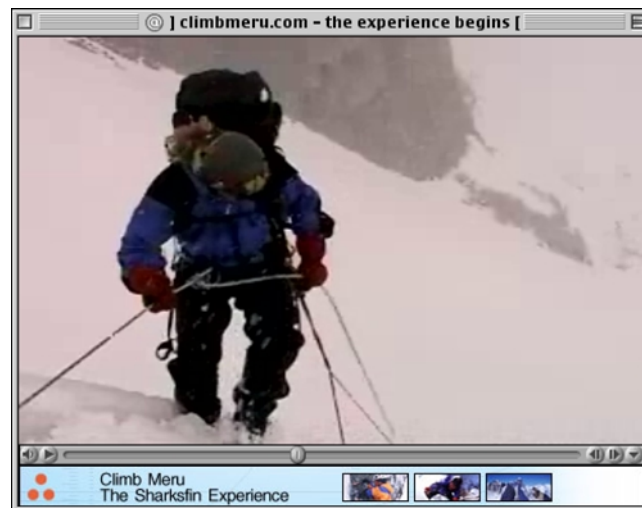 ] climbmeru.com - the experience begins [
Climb Meru
The Sharksfin Experience